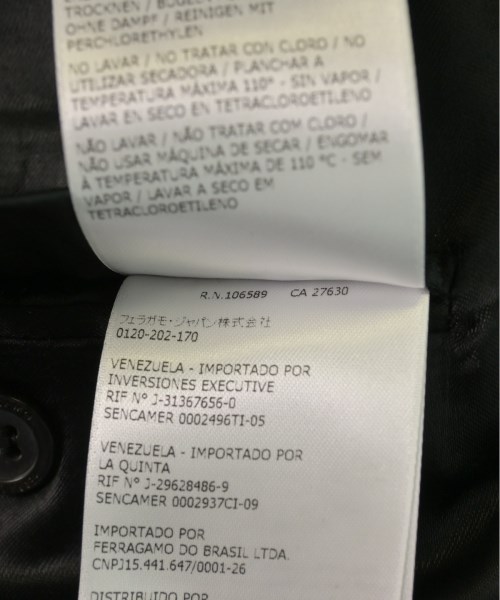 TROCKNEN / BÜGELN
OHNE DAMPF / REINIGEN MIT
PERCHLORETHYLEN
NO LAVAR / NO TRATAR CON CLORO / NO
UTILIZAR SECADORA / PLANCHAR A
TEMPERATURA MÁXIMA 110° - SIN VAPOR /
LAVAR EN SECO EN TETRACLOROETILENO
NÃO LAVAR / NÃO TRATAR COM CLORO /
NÃO USAR MÁQUINA DE SECAR / ENGOMAR
À TEMPERATURA MÁXIMA DE 110 °C - SEM
VAPOR / LAVAR A SECO EM
TETRACLOROETILENO
R.N.106589 CA 27630
フェラガモ・ジャパン株式会社
0120-202-170
VENEZUELA - IMPORTADO POR
INVERSIONES EXECUTIVE
RIF Nº J-31367656-0
SENCAMER 0002496TI-05
VENEZUELA - IMPORTADO POR
LA QUINTA
RIF Nº J-29628486-9
SENCAMER 0002937CI-09
IMPORTADO POR
FERRAGAMO DO BRASIL LTDA.
CNPJ15.441.647/0001-26
DISTRIBUIDO POR